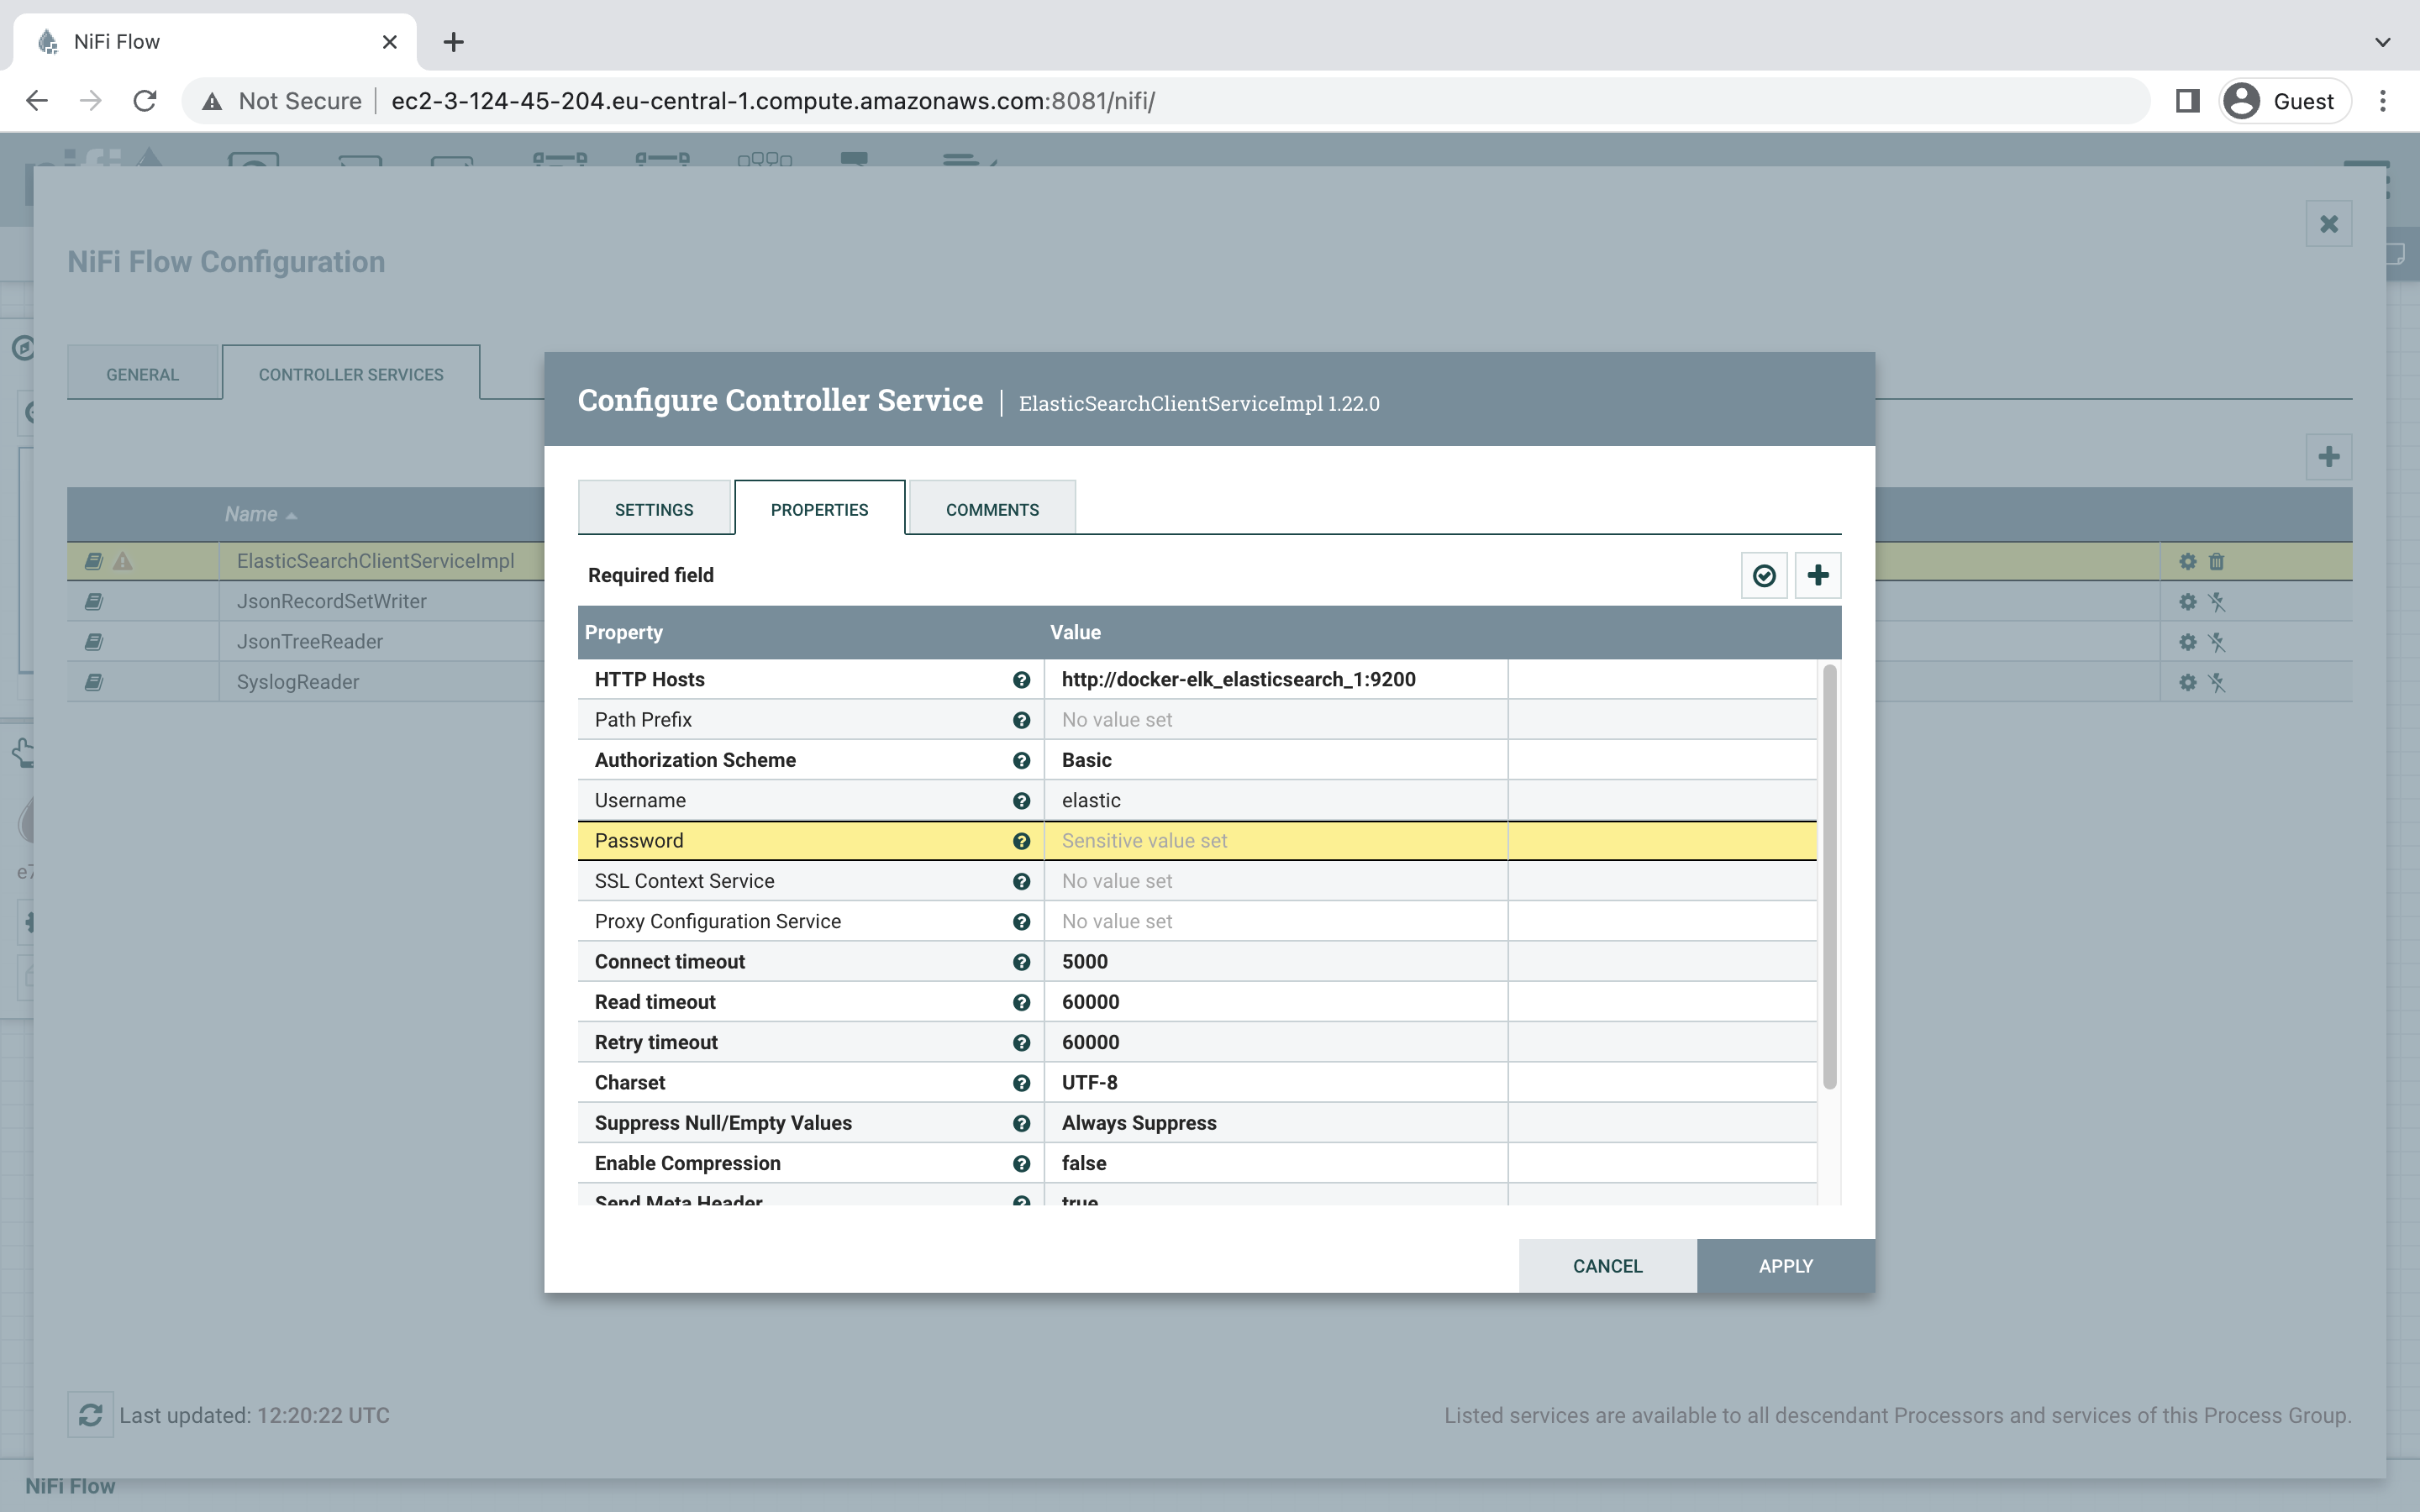 NiFi Flow
Not Secure ec2-3-124-45-204.eu-central-1.compute.amazonaws.com:8081/nifi/ Guest
NiFi Flow Configuration
GENERAL CONTROLLER SERVICES
Configure Controller Service ElasticSearchClientServiceImpl 1.22.0
SETTINGS PROPERTIES COMMENTS
Name
ElasticSearchClientServiceImpl
JsonRecordSetWriter
JsonTreeReader
SyslogReader
Required field
Property Value
HTTP Hosts http://docker-elk_elasticsearch_1:9200
Path Prefix No value set
Authorization Scheme Basic
Username elastic
Password Sensitive value set
SSL Context Service No value set
Proxy Configuration Service No value set
Connect timeout 5000
Read timeout 60000
Retry timeout 60000
Charset UTF-8
Suppress Null/Empty Values Always Suppress
Enable Compression false
Send Meta Header true
CANCEL APPLY
Last updated: 12:20:22 UTC Listed services are available to all descendant Processors and services of this Process Group.
NiFi Flow